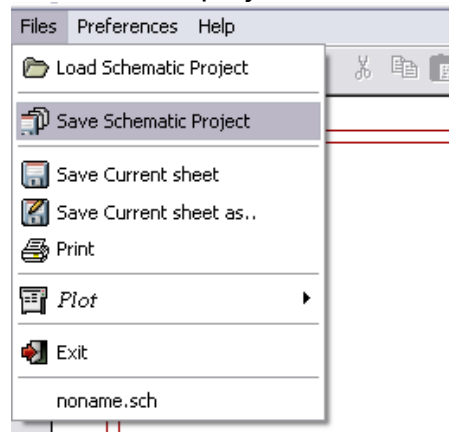 Files Preferences Help
Load Schematic Project
Save Schematic Project
Save Current sheet
Save Current sheet as..
Print
Plot
Exit
noname.sch